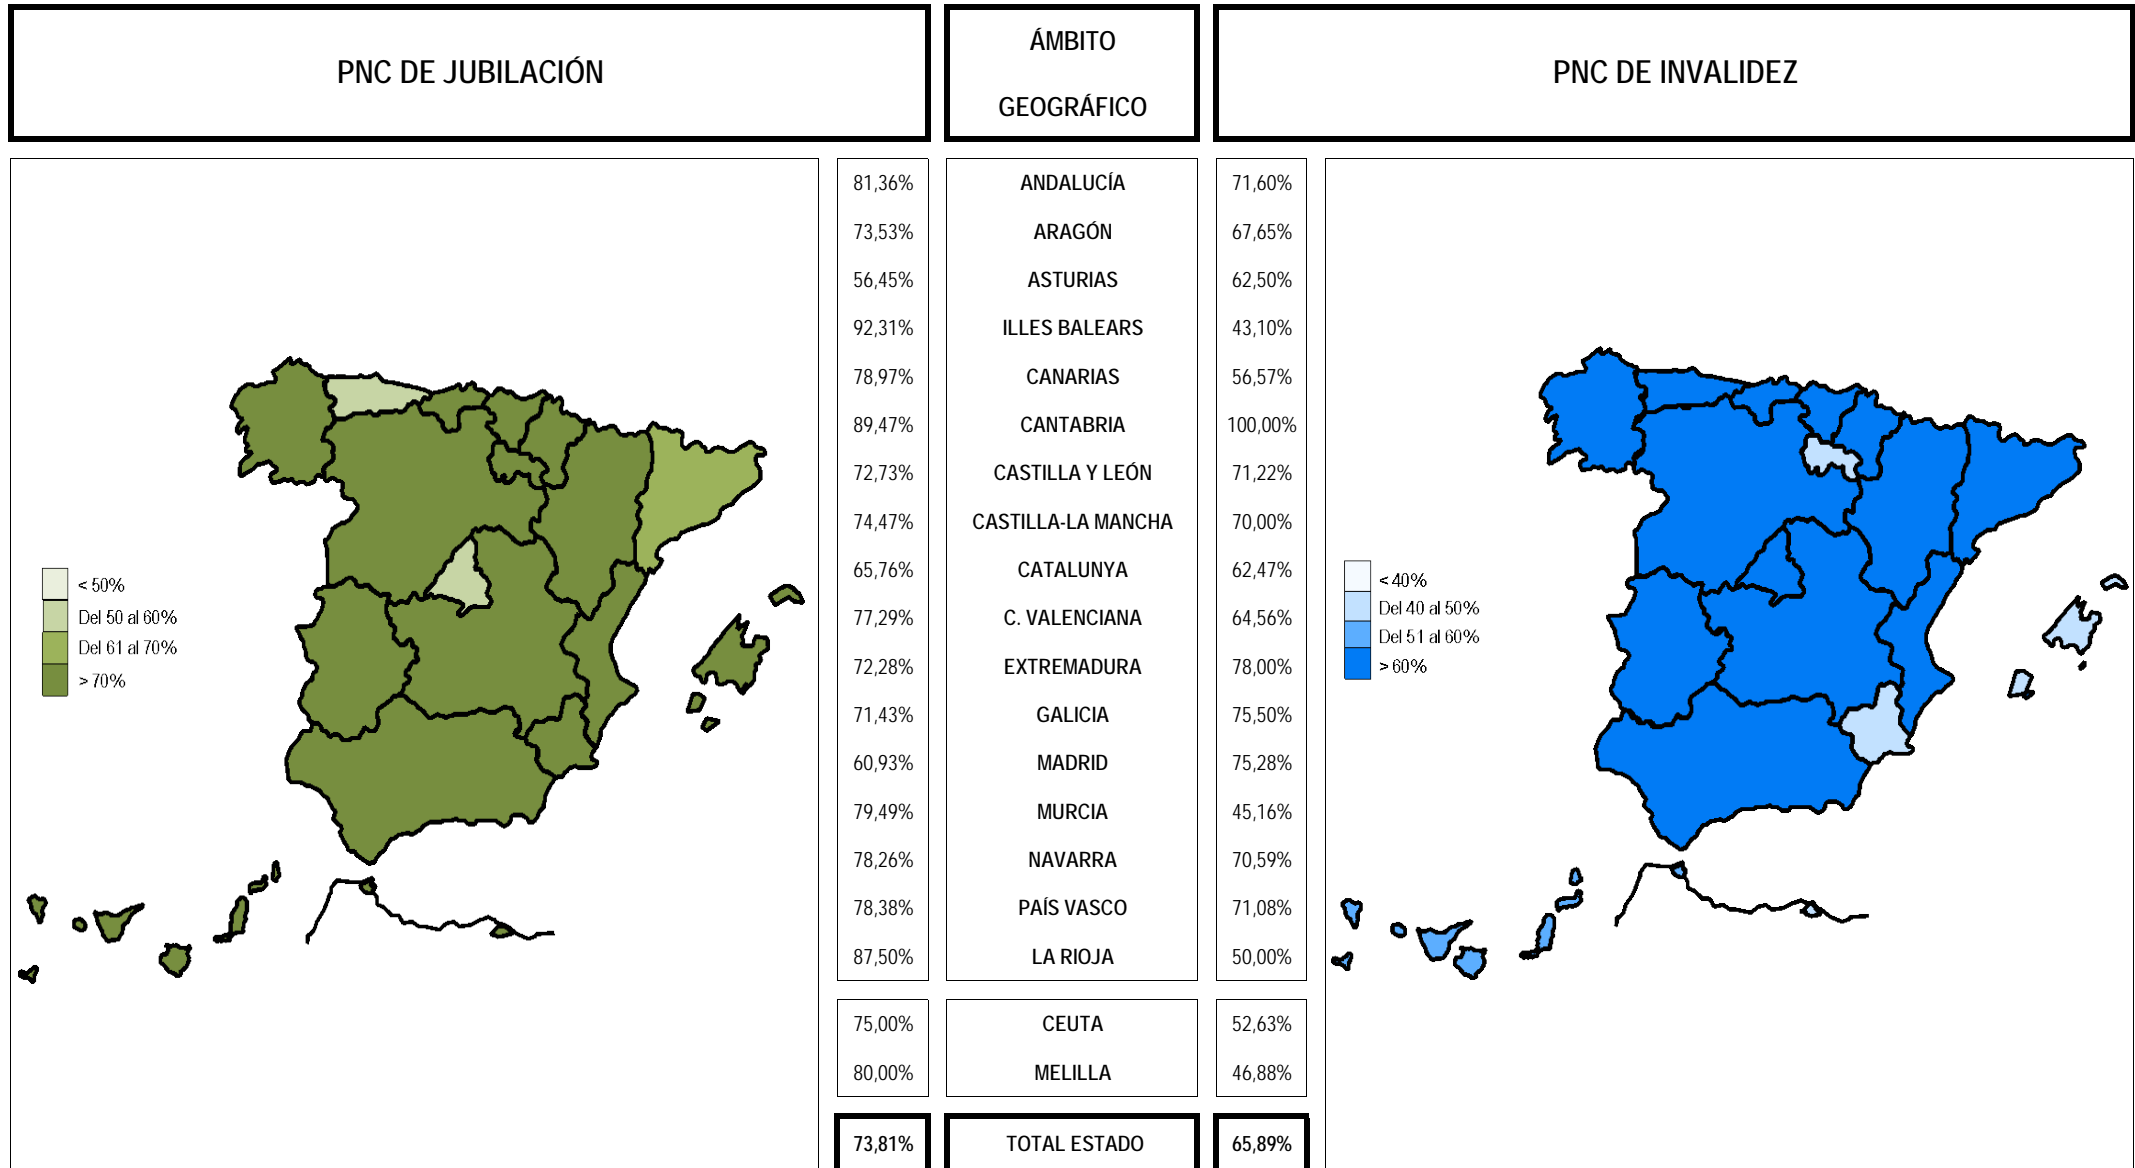 PNC DE JUBILACIÓN
ÁMBITO
GEOGRÁFICO
PNC DE INVALIDEZ
81,36% ANDALUCÍA 71,60%
73,53% ARAGÓN 67,65%
56,45% ASTURIAS 62,50%
92,31% ILLES BALEARS 43,10%
78,97% CANARIAS 56,57%
89,47% CANTABRIA 100,00%
72,73% CASTILLA Y LEÓN 71,22%
74,47% CASTILLA-LA MANCHA 70,00%
65,76% CATALUNYA 62,47%
77,29% C. VALENCIANA 64,56%
72,28% EXTREMADURA 78,00%
71,43% GALICIA 75,50%
60,93% MADRID 75,28%
79,49% MURCIA 45,16%
78,26% NAVARRA 70,59%
78,38% PAÍS VASCO 71,08%
87,50% LA RIOJA 50,00%
75,00% CEUTA 52,63%
80,00% MELILLA 46,88%
73,81% TOTAL ESTADO 65,89%
< 50%
Del 50 al 60%
Del 61 al 70%
> 70%
< 40%
Del 40 al 50%
Del 51 al 60%
> 60%